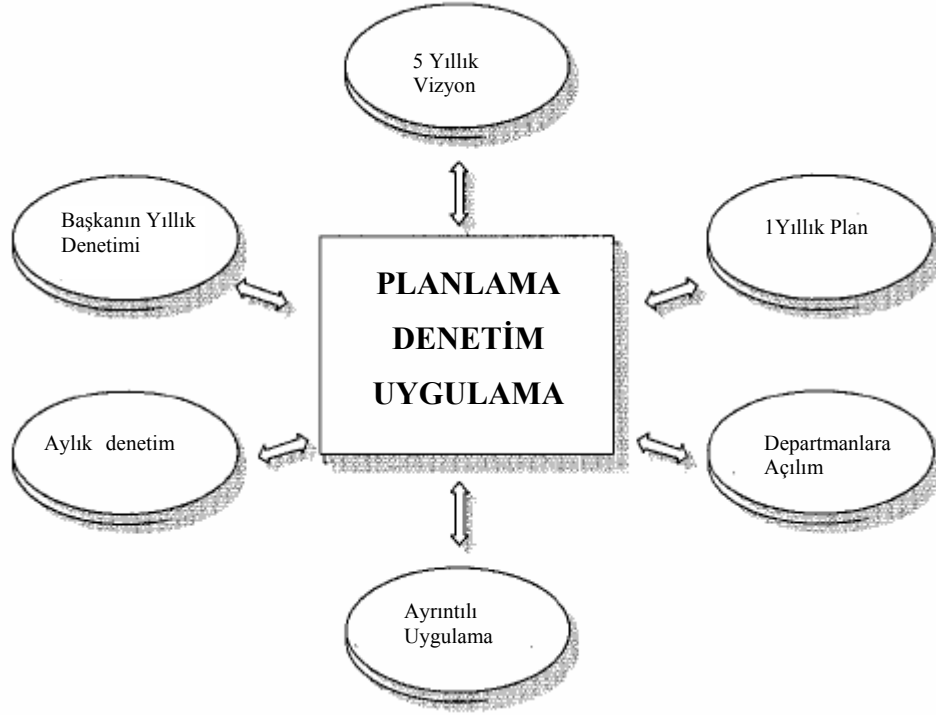 5 Yıllık
Vizyon
Başkanın Yıllık
Denetimi
1Yıllık Plan
PLANLAMA
DENETİM
UYGULAMA
Aylık denetim
Departmanlara
Açılım
Ayrıntılı
Uygulama